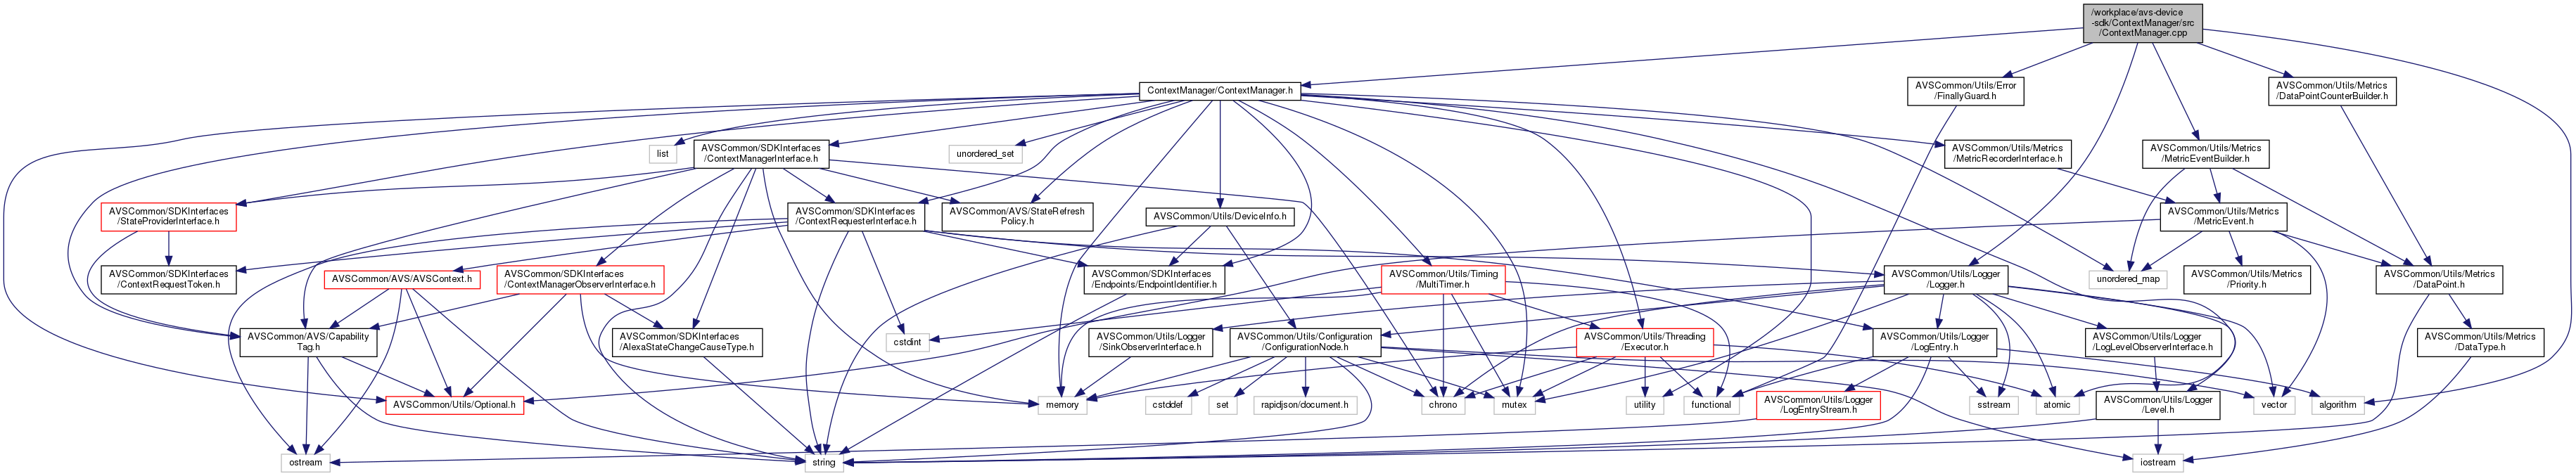 /workplace/avs-device
-sdk/ContextManager/src
/ContextManager.cpp
ContextManager/ContextManager.h
AVSCommon/Utils/Error
/FinallyGuard.h
AVSCommon/Utils/Metrics
/DataPointCounterBuilder.h
list
AVSCommon/SDKInterfaces
/ContextManagerInterface.h
unordered_set
AVSCommon/Utils/Metrics
/MetricRecorderInterface.h
AVSCommon/Utils/Metrics
/MetricEventBuilder.h
AVSCommon/SDKInterfaces
/StateProviderInterface.h
AVSCommon/SDKInterfaces
/ContextRequesterInterface.h
AVSCommon/AVS/StateRefresh
Policy.h
AVSCommon/Utils/DeviceInfo.h
AVSCommon/Utils/Metrics
/MetricEvent.h
AVSCommon/SDKInterfaces
/ContextRequestToken.h
AVSCommon/AVS/AVSContext.h
AVSCommon/SDKInterfaces
/ContextManagerObserverInterface.h
AVSCommon/SDKInterfaces
/Endpoints/EndpointIdentifier.h
AVSCommon/Utils/Timing
/MultiTimer.h
AVSCommon/Utils/Logger
/Logger.h
unordered_map
AVSCommon/Utils/Metrics
/Priority.h
AVSCommon/Utils/Metrics
/DataPoint.h
AVSCommon/AVS/Capability
Tag.h
AVSCommon/SDKInterfaces
/AlexaStateChangeCauseType.h
cstdint
AVSCommon/Utils/Logger
/SinkObserverInterface.h
AVSCommon/Utils/Configuration
/ConfigurationNode.h
AVSCommon/Utils/Threading
/Executor.h
AVSCommon/Utils/Logger
/LogEntry.h
AVSCommon/Utils/Logger
/LogLevelObserverInterface.h
AVSCommon/Utils/Metrics
/DataType.h
AVSCommon/Utils/Optional.h
memory
cstddef
set
rapidjson/document.h
chrono
mutex
utility
functional
AVSCommon/Utils/Logger
/LogEntryStream.h
sstream
atomic
AVSCommon/Utils/Logger
/Level.h
vector
algorithm
ostream
string
iostream